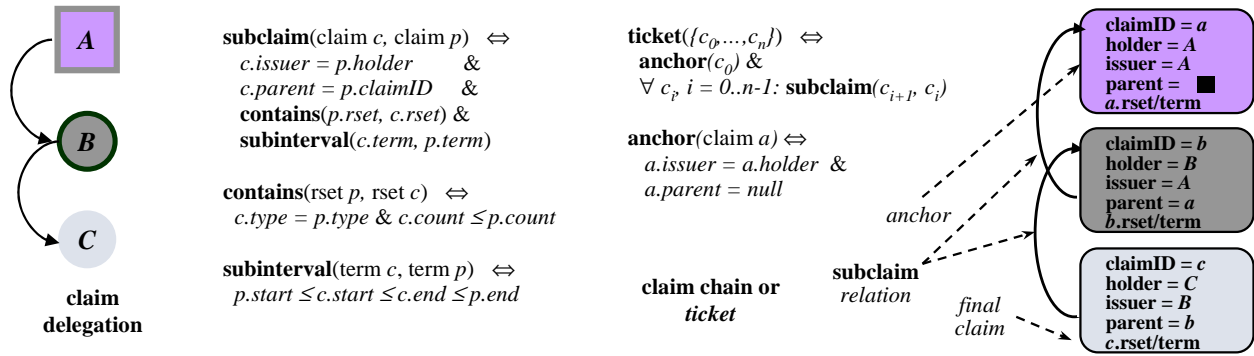 A
B
C
claim
delegation
subclaim(claim c, claim p) ⇔
c.issuer = p.holder &
c.parent = p.claimID &
contains(p.rset, c.rset) &
subinterval(c.term, p.term)
contains(rset p, rset c) ⇔
c.type = p.type & c.count ≤ p.count
subinterval(term c, term p) ⇔
p.start ≤ c.start ≤ c.end ≤ p.end
ticket({c0,...,cn}) ⇔
anchor(c0) &
∀ ci, i = 0..n-1: subclaim(ci+1, ci)
anchor(claim a) ⇔
a.issuer = a.holder &
a.parent = null
claim chain or
ticket
anchor
subclaim
relation
final
claim
claimID = a
holder = A
issuer = A
parent =
a.rset/term
claimID = b
holder = B
issuer = A
parent = a
b.rset/term
claimID = c
holder = C
issuer = B
parent = b
c.rset/term